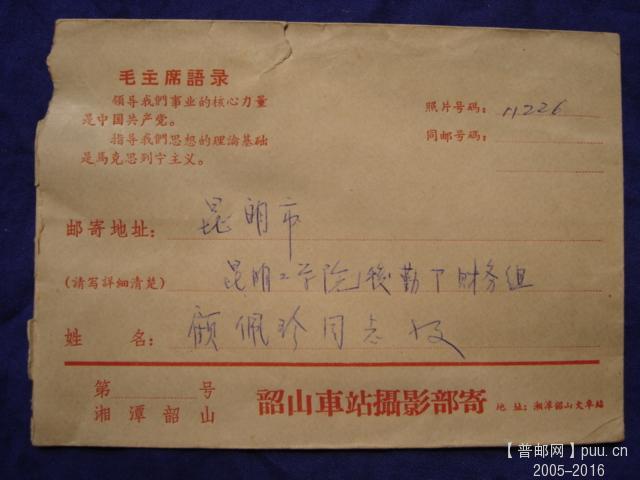 毛主席語录
領导我們事业的核心力量
是中国共产党。
指导我們思想的理論基础
是馬克思列宁主义。
照片号码：11226
同邮号码：
邮寄地址：昆明市
(請写詳細清楚) 昆明工学院后勤下财务组
姓名：顾佩珍同志收
第 号
湘潭韶山
韶山車站攝影部寄
地址：湘潭韶山火車站
【普邮网】puu.cn
2005-2016